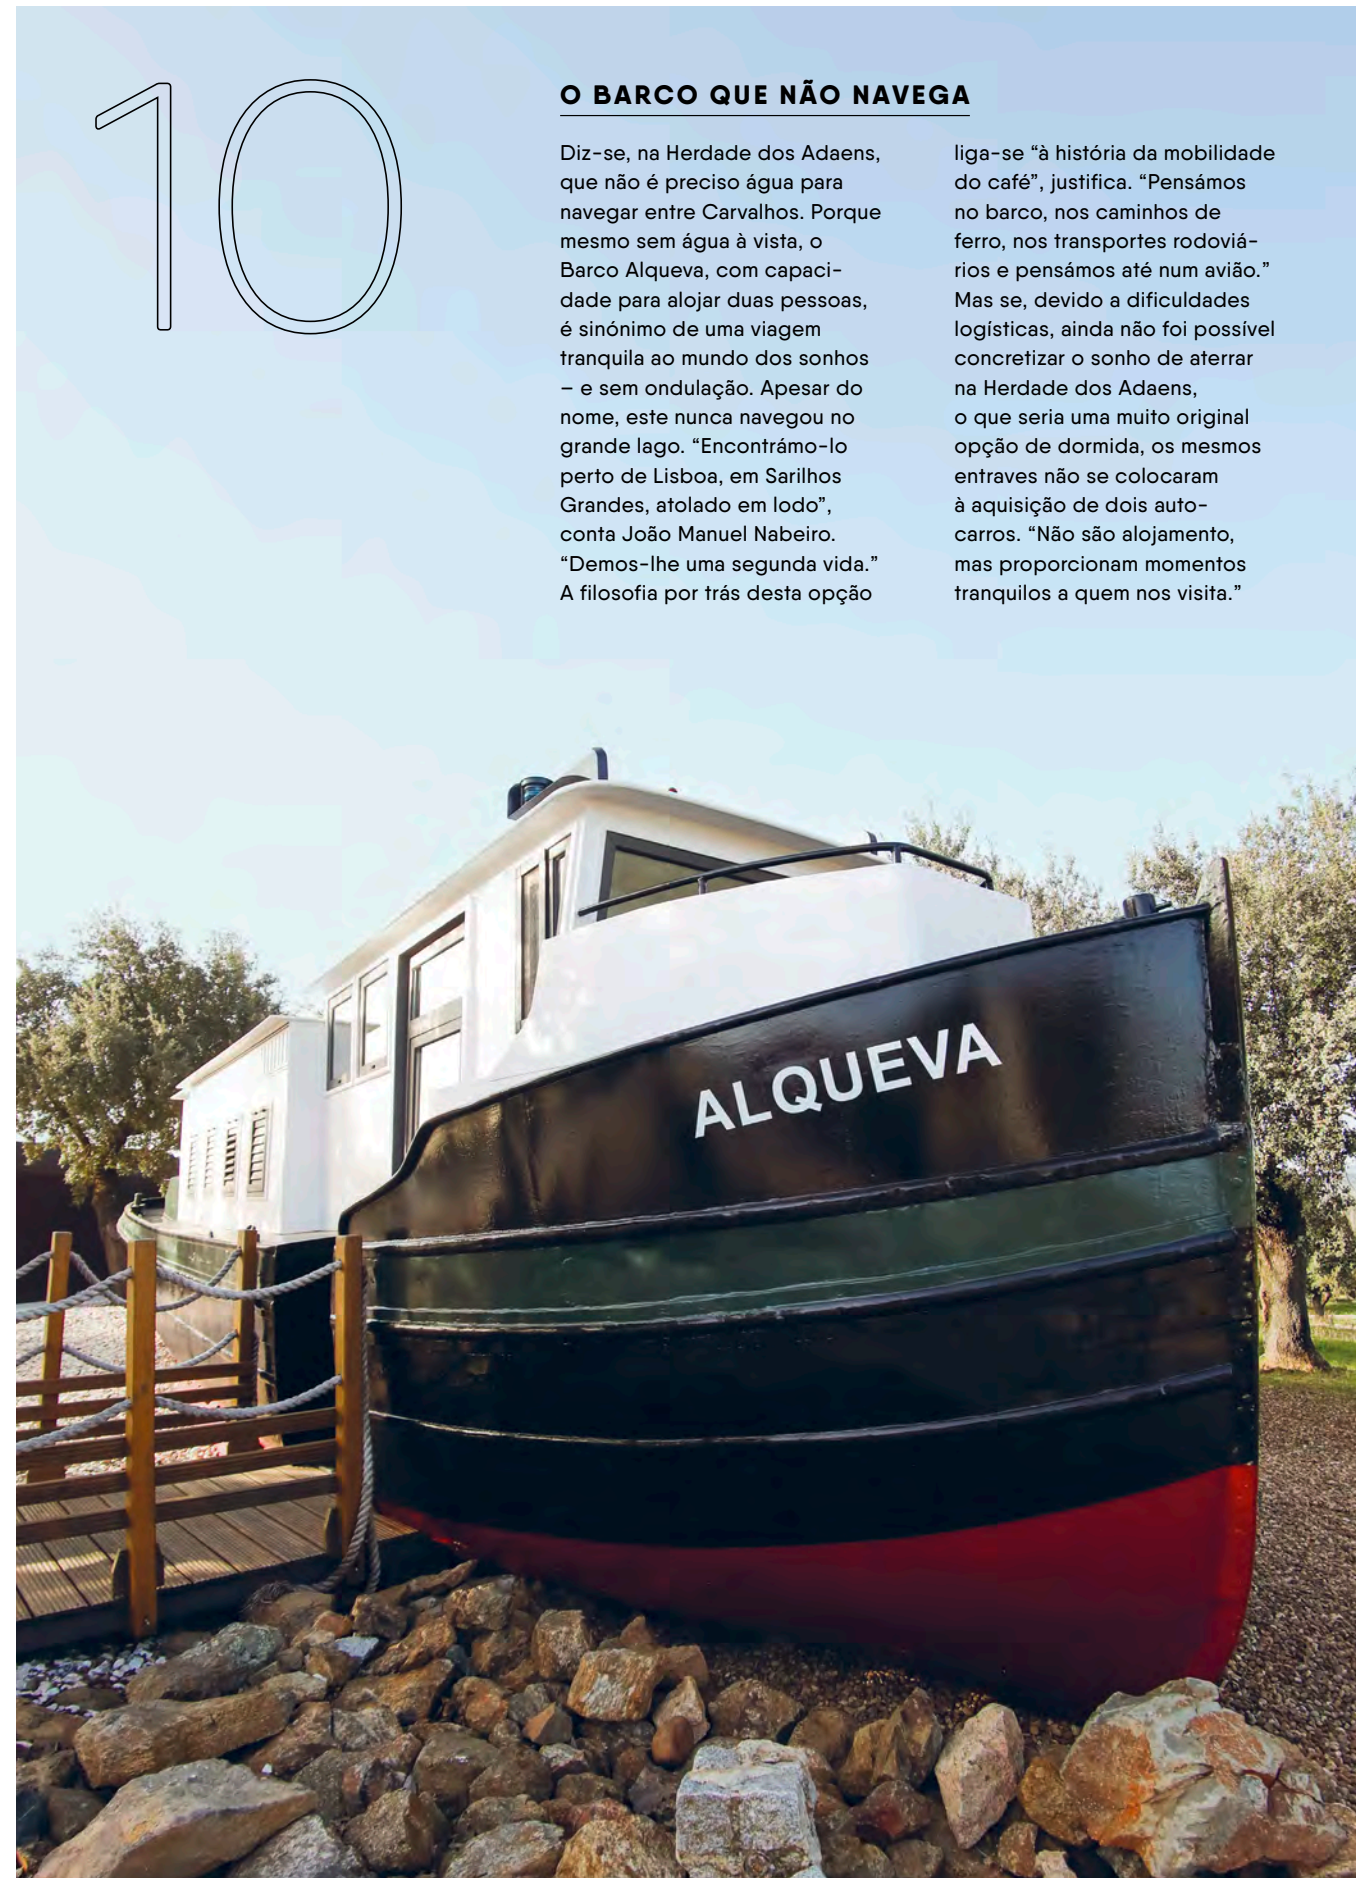 10
O BARCO QUE NÃO NAVEGA
Diz-se, na Herdade dos Adaens,
que não é preciso água para
navegar entre Carvalhos. Porque
mesmo sem água à vista, o
Barco Alqueva, com capaci-
dade para alojar duas pessoas,
é sinónimo de uma viagem
tranquila ao mundo dos sonhos
– e sem ondulação. Apesar do
nome, este nunca navegou no
grande lago. “Encontrámo-lo
perto de Lisboa, em Sarilhos
Grandes, atolado em lodo”,
conta João Manuel Nabeiro.
“Demos-lhe uma segunda vida.”
A filosofia por trás desta opção
liga-se “à história da mobilidade
do café”, justifica. “Pensámos
no barco, nos caminhos de
ferro, nos transportes rodoviá-
rios e pensámos até num avião.”
Mas se, devido a dificuldades
logísticas, ainda não foi possível
concretizar o sonho de aterrar
na Herdade dos Adaens,
o que seria uma muito original
opção de dormida, os mesmos
entraves não se colocaram
à aquisição de dois auto-
carros. “Não são alojamento,
mas proporcionam momentos
tranquilos a quem nos visita.”
ALQUEVA